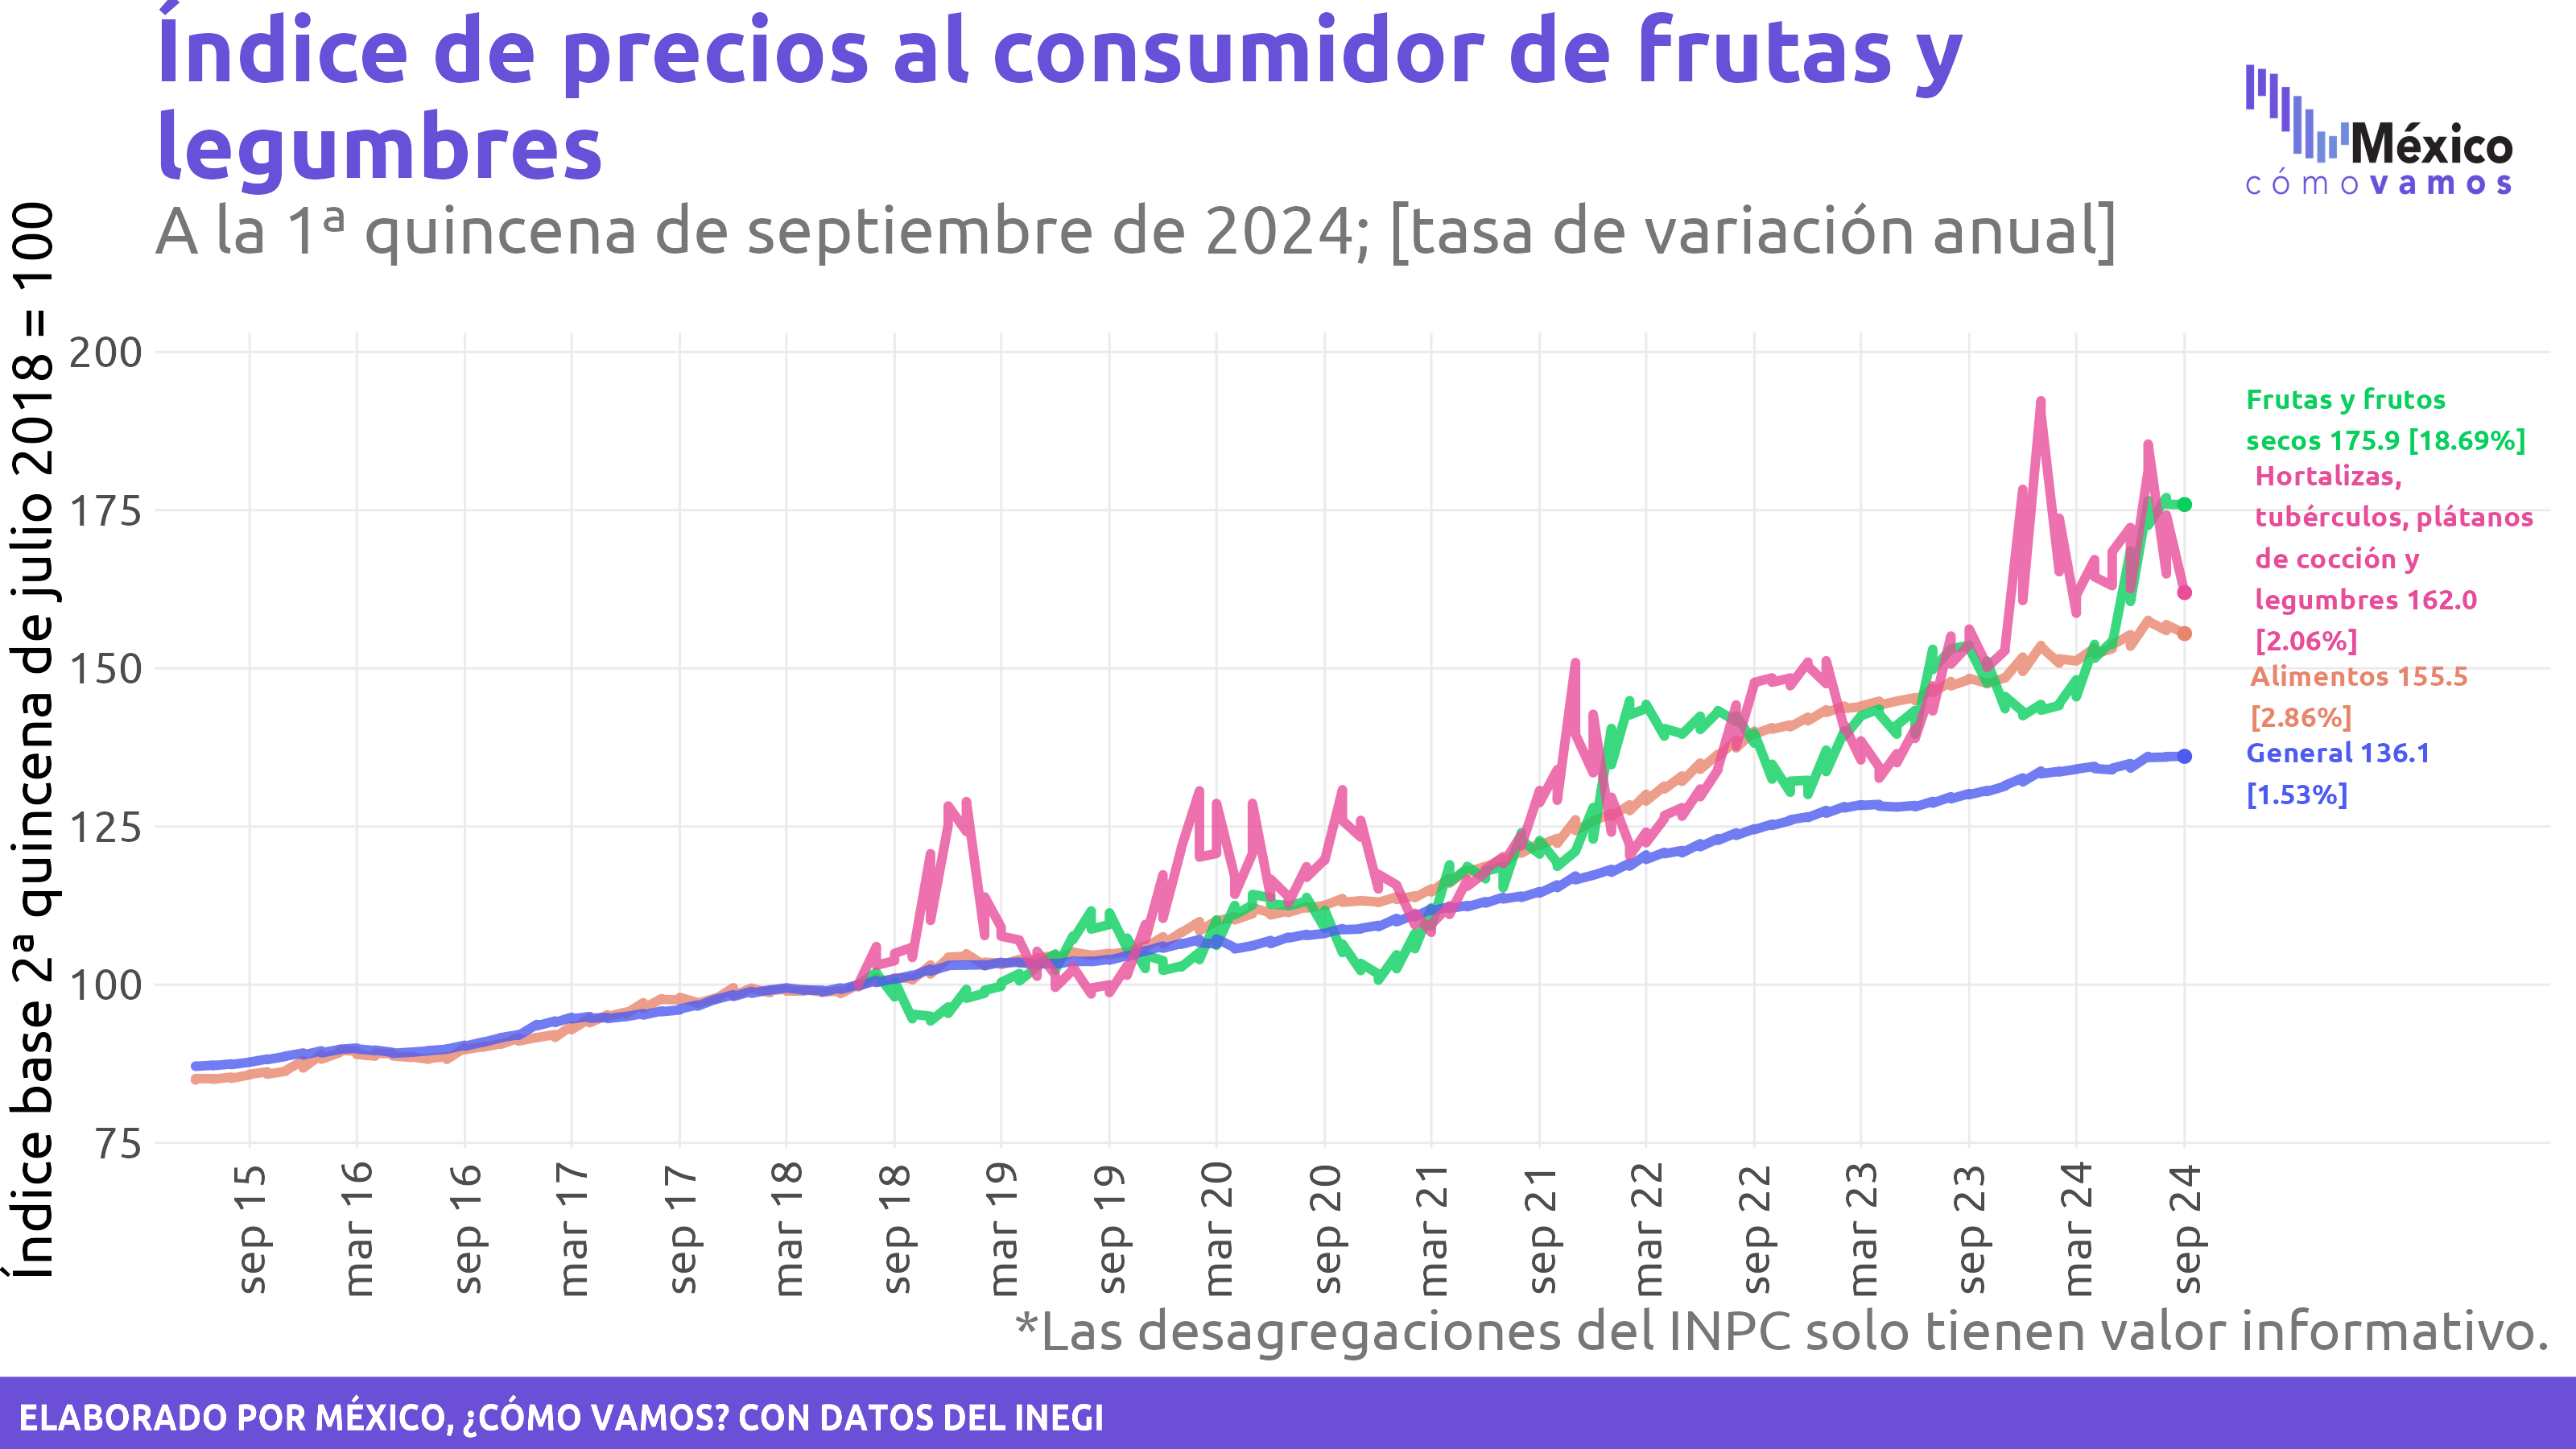 Índice de precios al consumidor de frutas y
legumbres
A la 1ª quincena de septiembre de 2024; [tasa de variación anual]
México
cómo vamos
Índice base 2ª quincena de julio 2018 = 100
200
175
150
125
100
75
Frutas y frutos
secos 175.9 [18.69%]
Hortalizas,
tubérculos, plátanos
de cocción y
legumbres 162.0
[2.06%]
Alimentos 155.5
[2.86%]
General 136.1
[1.53%]
sep 15
mar 16
sep 16
mar 17
sep 17
mar 18
sep 18
mar 19
sep 19
mar 20
sep 20
mar 21
sep 21
mar 22
sep 22
mar 23
sep 23
mar 24
sep 24
*Las desagregaciones del INPC solo tienen valor informativo.
ELABORADO POR MÉXICO, ¿CÓMO VAMOS? CON DATOS DEL INEGI